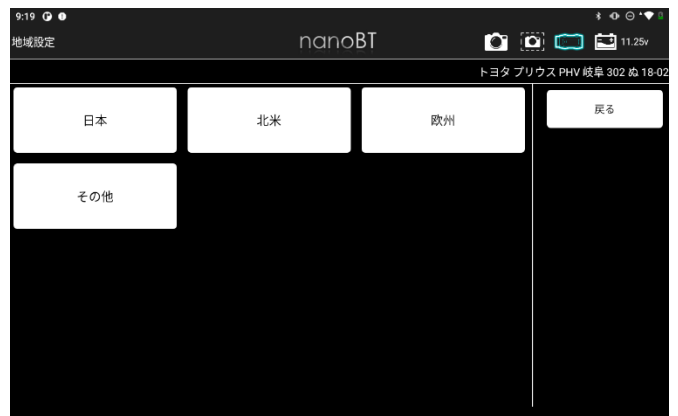 9:19
地域設定
nanoBT
11.25v
トヨタ プリウス PHV 岐阜 302 ぬ 18-02
日本
北米
欧州
戻る
その他